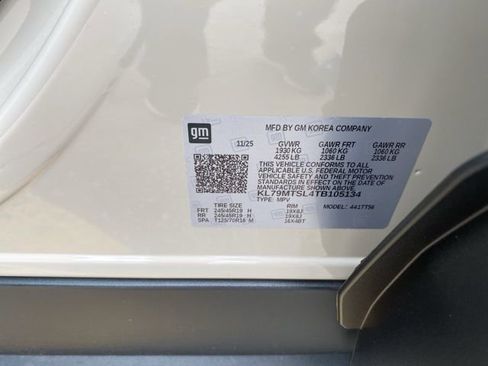 gm
MFD BY GM KOREA COMPANY
11/25 GVWR GAWR FRT GAWR RR
1930 KG 1060 KG 1060 KG
4255 LB 2336 LB 2336 LB
THIS VEHICLE CONFORMS TO ALL
APPLICABLE U.S. FEDERAL MOTOR
VEHICLE SAFETY AND THEFT PREVENTION
STANDARDS IN EFFECT ON THE DATE OF
MANUFACTURE SHOWN ABOVE.
KL79MTSL4TB105134
TYPE: MPV MODEL: 441TT56
TIRE SIZE RIM
FRT 245/45R19 H 19X8J
RR 245/45R19 H 19X8J
SPA T125/70R16 M 16X4BT